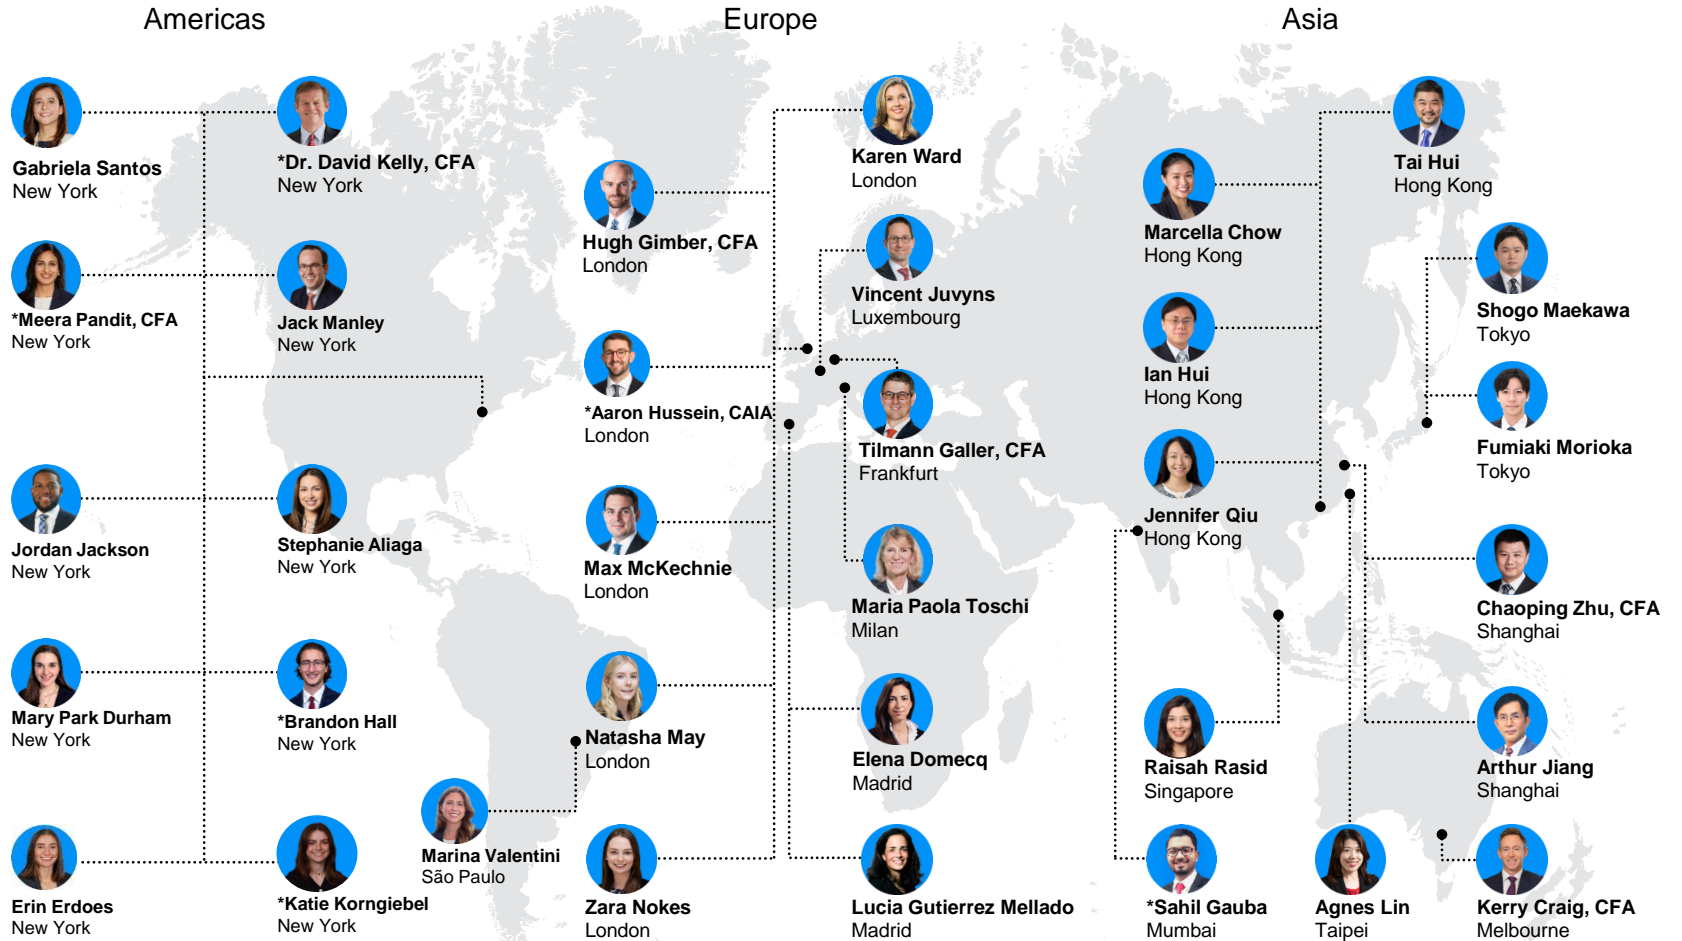 Americas
Europe
Asia
Gabriela Santos
New York
*Dr. David Kelly, CFA
New York
*Meera Pandit, CFA
New York
Jack Manley
New York
Jordan Jackson
New York
Stephanie Aliaga
New York
Mary Park Durham
New York
*Brandon Hall
New York
Erin Erdoes
New York
*Katie Korngiebel
New York
Marina Valentini
São Paulo
Hugh Gimber, CFA
London
*Aaron Hussein, CAIA
London
Max McKechnie
London
Natasha May
London
Zara Nokes
London
Karen Ward
London
Vincent Juvyns
Luxembourg
Tilmann Galler, CFA
Frankfurt
Maria Paola Toschi
Milan
Elena Domecq
Madrid
Lucia Gutierrez Mellado
Madrid
Tai Hui
Hong Kong
Marcella Chow
Hong Kong
Ian Hui
Hong Kong
Jennifer Qiu
Hong Kong
Raisah Rasid
Singapore
*Sahil Gauba
Mumbai
Agnes Lin
Taipei
Shogo Maekawa
Tokyo
Fumiaki Morioka
Tokyo
Chaoping Zhu, CFA
Shanghai
Arthur Jiang
Shanghai
Kerry Craig, CFA
Melbourne